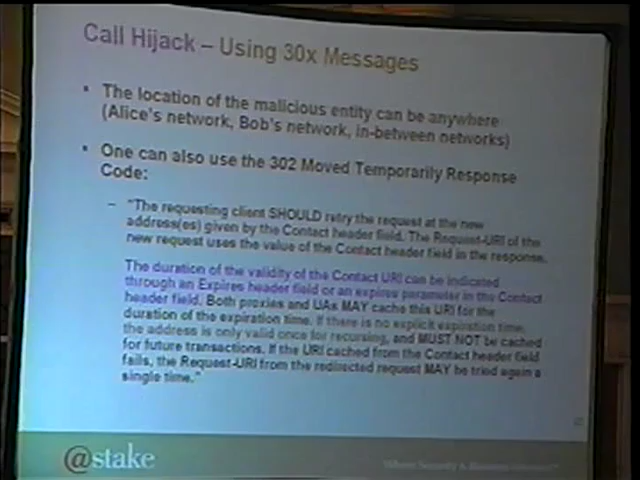 Call Hijack – Using 30x Messages
• The location of the malicious entity can be anywhere
(Alice's network, Bob's network, in-between networks)
• One can also use the 302 Moved Temporarily Response
Code:
– "The requesting client SHOULD retry the request at the new
address(es) given by the Contact header field. The Request-URI of the
new request uses the value of the Contact header field in the response.
The duration of the validity of the Contact URI can be indicated
through an Expires header field or an expires parameter in the Contact
header field. Both proxies and UAs MAY cache this URI for the
duration of the expiration time. If there is no explicit expiration time,
the address is only valid once for recursing, and MUST NOT be cached
for future transactions. If the URI cached from the Contact header field
fails, the Request-URI from the redirected request MAY be tried again a
single time."
@stake
Where Security & Business